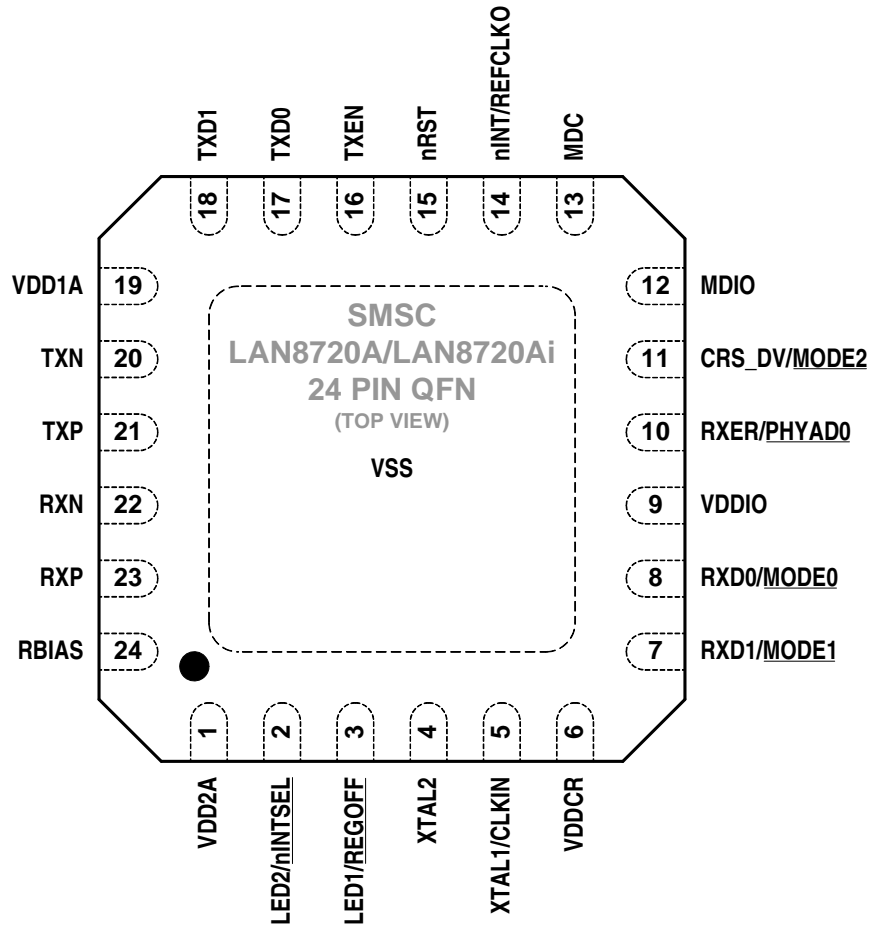 TXD1
TXD0
TXEN
nRST
nINT/REFCLKO
MDC
18
17
16
15
14
13
VDD1A 19
TXN 20
TXP 21
RXN 22
RXP 23
RBIAS 24
SMSC
LAN8720A/LAN8720Ai
24 PIN QFN
(TOP VIEW)
VSS
12 MDIO
11 CRS_DV/MODE2
10 RXER/PHYAD0
9 VDDIO
8 RXD0/MODE0
7 RXD1/MODE1
1
2
3
4
5
6
VDD2A
LED2/nINTSEL
LED1/REGOFF
XTAL2
XTAL1/CLKIN
VDDCR